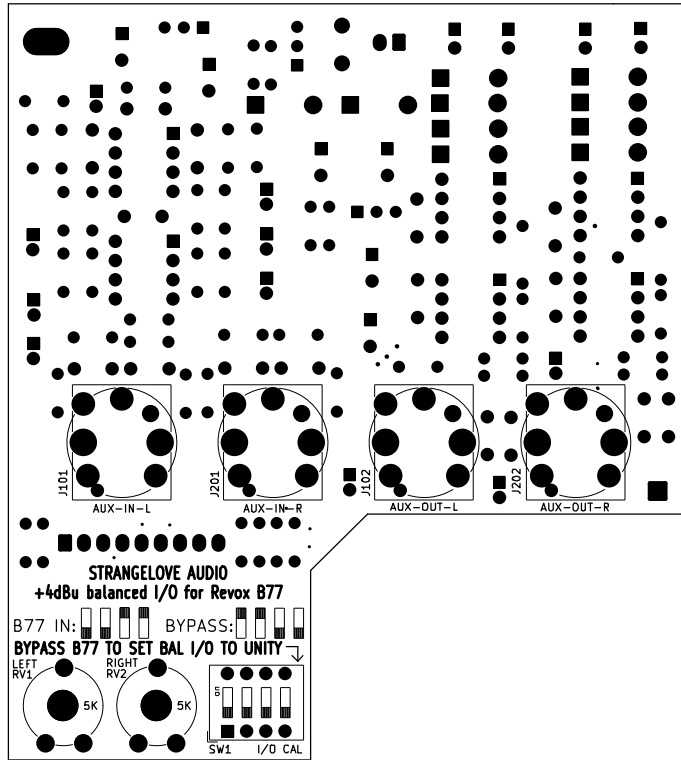 J101
J201
J102
J202
AUX-IN-L
AUX-IN-R
AUX-OUT-L
AUX-OUT-R
STRANGELOVE AUDIO
+4dBu balanced I/O for Revox B77
B77 IN:
BYPASS:
BYPASS B77 TO SET BAL I/O TO UNITY
LEFT
RV1
5K
RIGHT
RV2
5K
on
SW1
I/O CAL